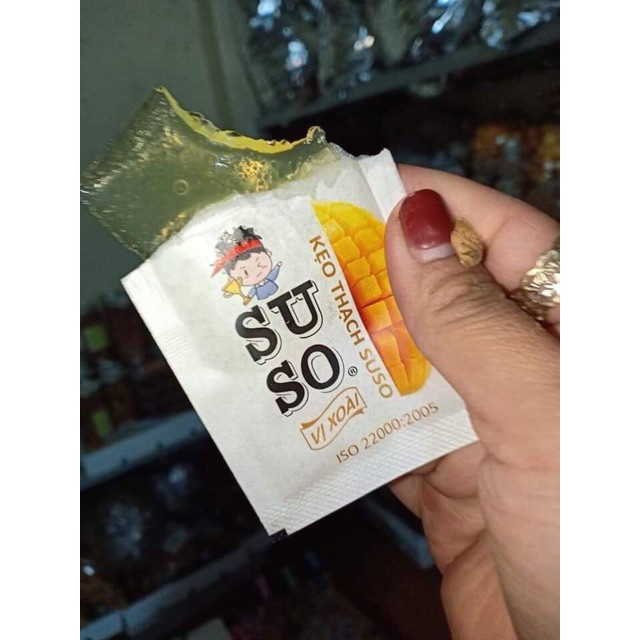 SU
SO®
VỊ XOÀI
KẸO THẠCH SUSO
ISO 22000:2005